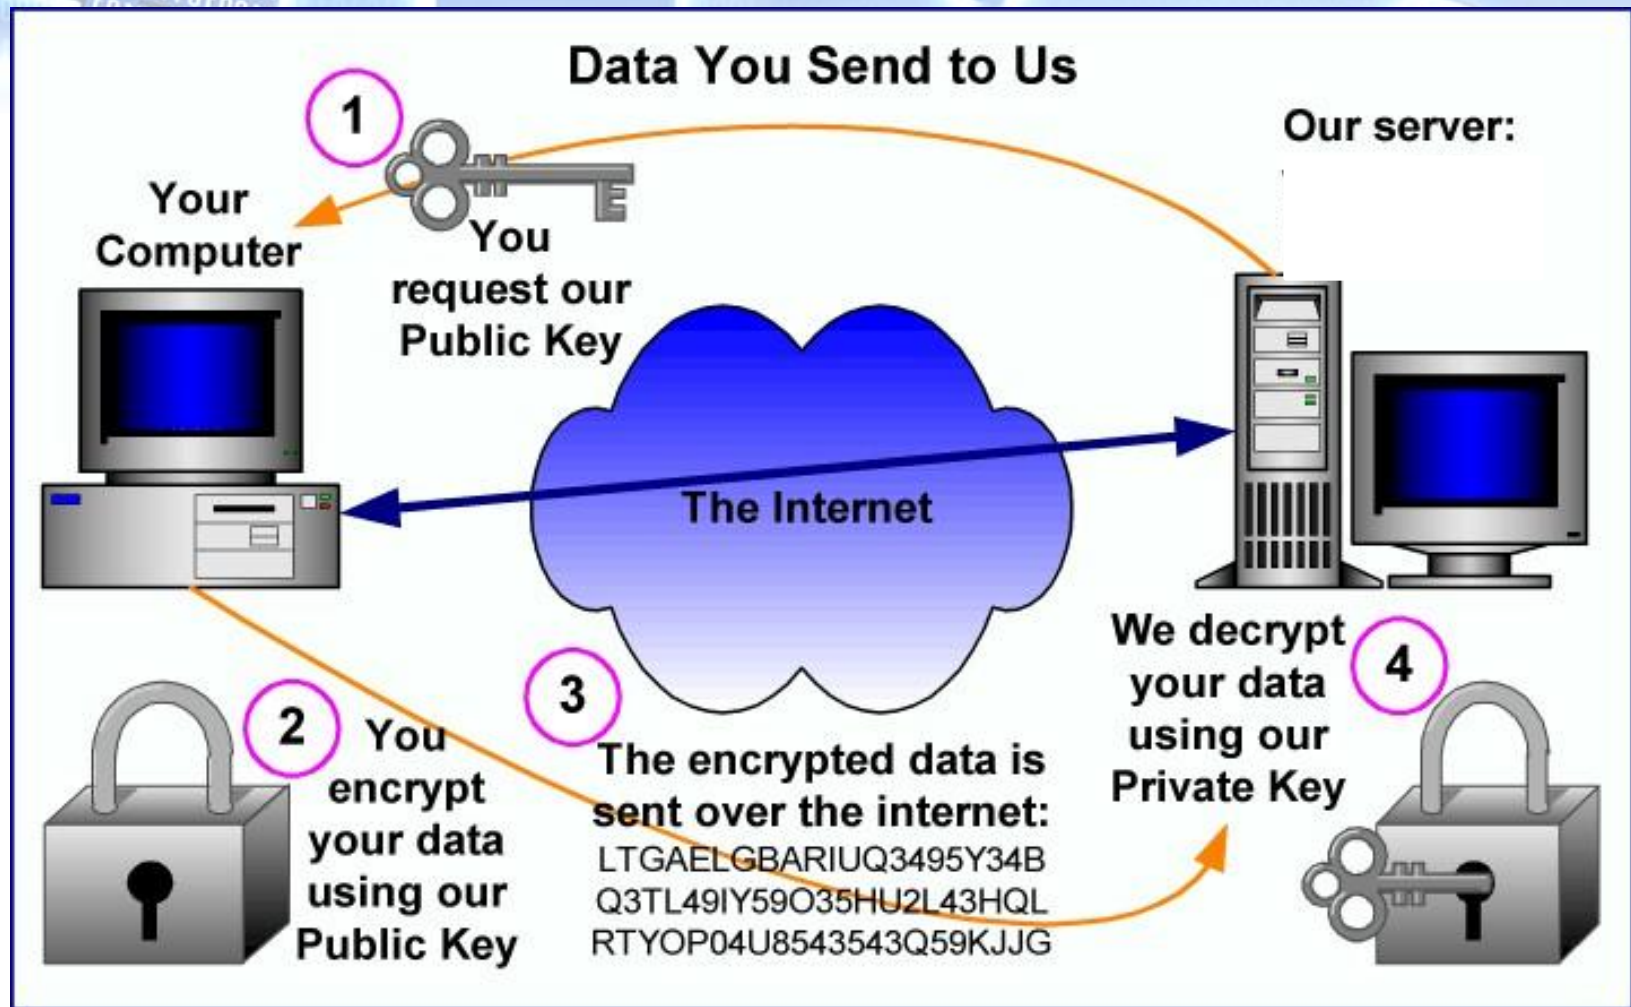 Data You Send to Us
1
Our server:
Your
Computer
You
request our
Public Key
The Internet
2
You
encrypt
your data
using our
Public Key
3
The encrypted data is
sent over the internet:
LTGAELGBARIUQ3495Y34B
Q3TL49IY59O35HU2L43HQL
RTYOP04U8543543Q59KJJG
We decrypt
your data
using our
Private Key
4